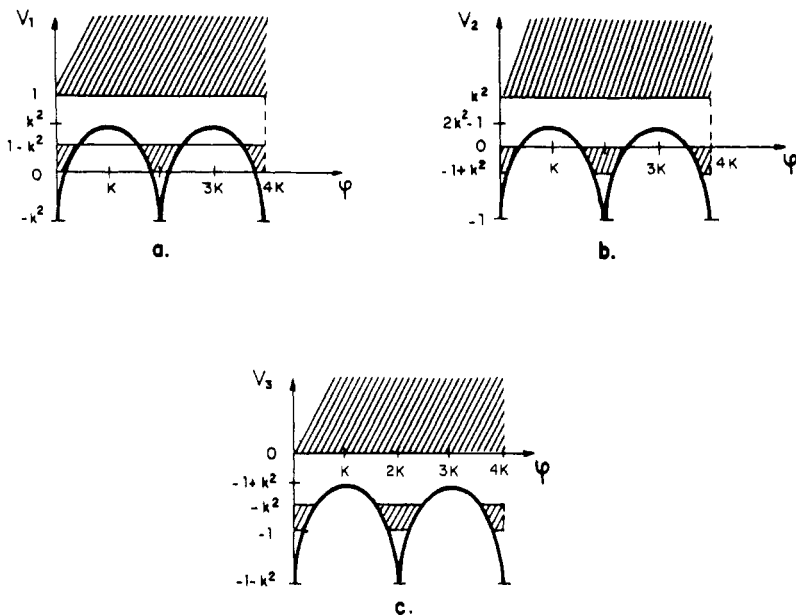 V₁
1
k²
1 - k²
0
-k²
K
3K
4K
φ
a.
V₂
k²
2k²-1
0
-1+k²
-1
K
3K
4K
φ
b.
V₃
0
-1+k²
-k²
-1
-1-k²
K
2K
3K
4K
φ
c.